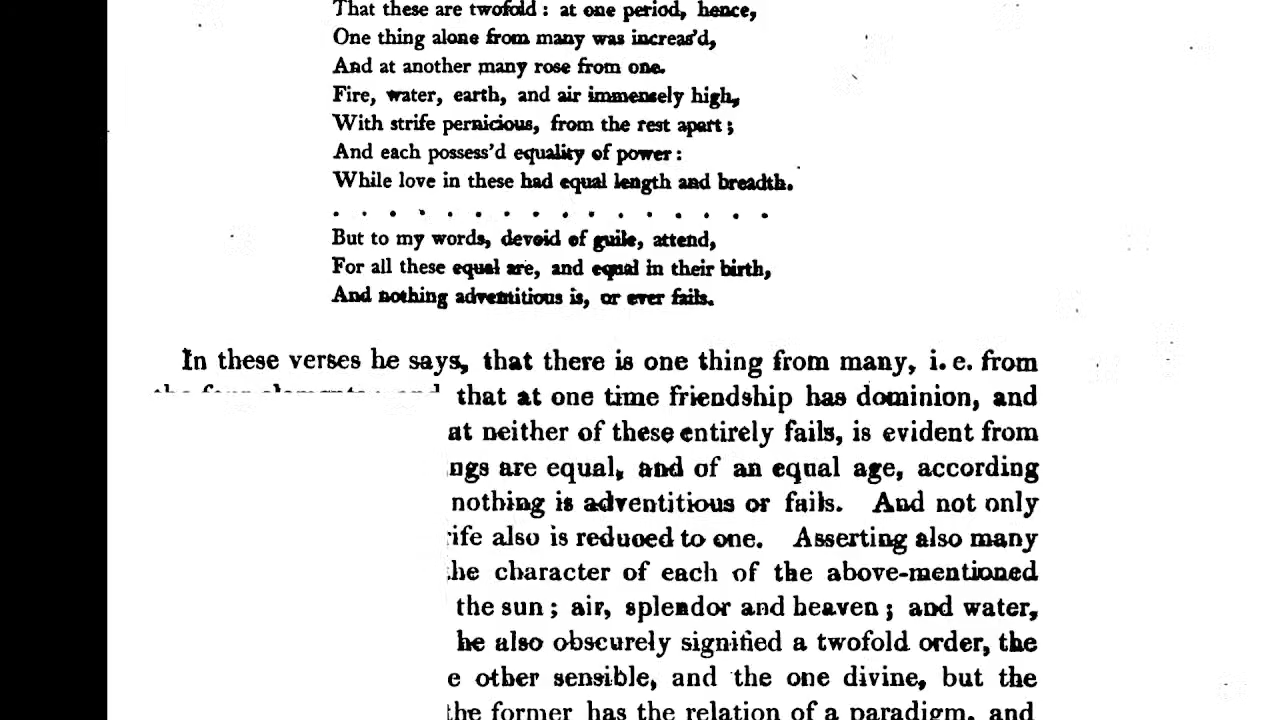 That these are twofold: at one period, hence,
One thing alone from many was increas'd,
And at another many rose from one.
Fire, water, earth, and air immensely high,
With strife pernicious, from the rest apart;
And each possess'd equality of power:
While love in these had equal length and breadth.
. . . . . . . . . . . . . . . .
But to my words, devoid of guile, attend,
For all these equal are, and equal in their birth,
And nothing adventitious is, or ever fails.
In these verses he says, that there is one thing from many, i. e. from
the four elements; and that at one time friendship has dominion, and
at neither of these entirely fails, is evident from
ngs are equal, and of an equal age, according
nothing is adventitious or fails. And not only
ife also is reduced to one. Asserting also many
he character of each of the above-mentioned
the sun; air, splendor and heaven; and water,
he also obscurely signified a twofold order, the
e other sensible, and the one divine, but the
the former has the relation of a paradigm, and